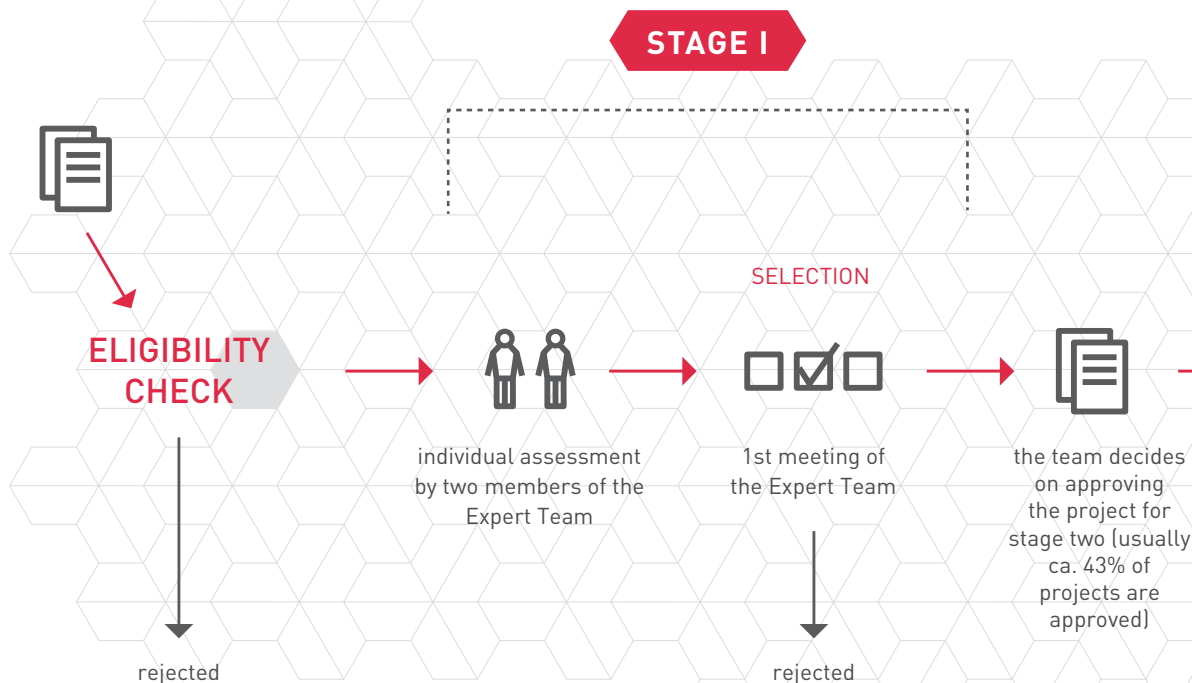 STAGE I
ELIGIBILITY
CHECK
rejected
individual assessment
by two members of the
Expert Team
SELECTION
1st meeting of
the Expert Team
rejected
the team decides
on approving
the project for
stage two (usually
ca. 43% of
projects are
approved)